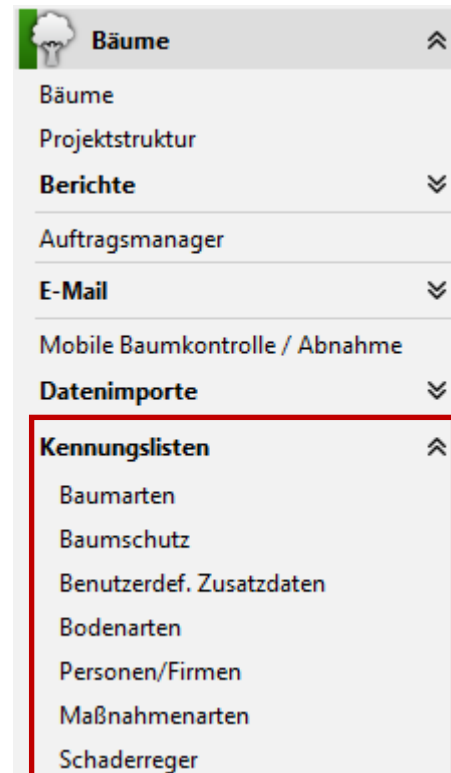 Bäume
Bäume
Projektstruktur
Berichte
Auftragsmanager
E-Mail
Mobile Baumkontrolle / Abnahme
Datenimporte
Kennungslisten
Baumarten
Baumschutz
Benutzerdef. Zusatzdaten
Bodenarten
Personen/Firmen
Maßnahmenarten
Schaderreger